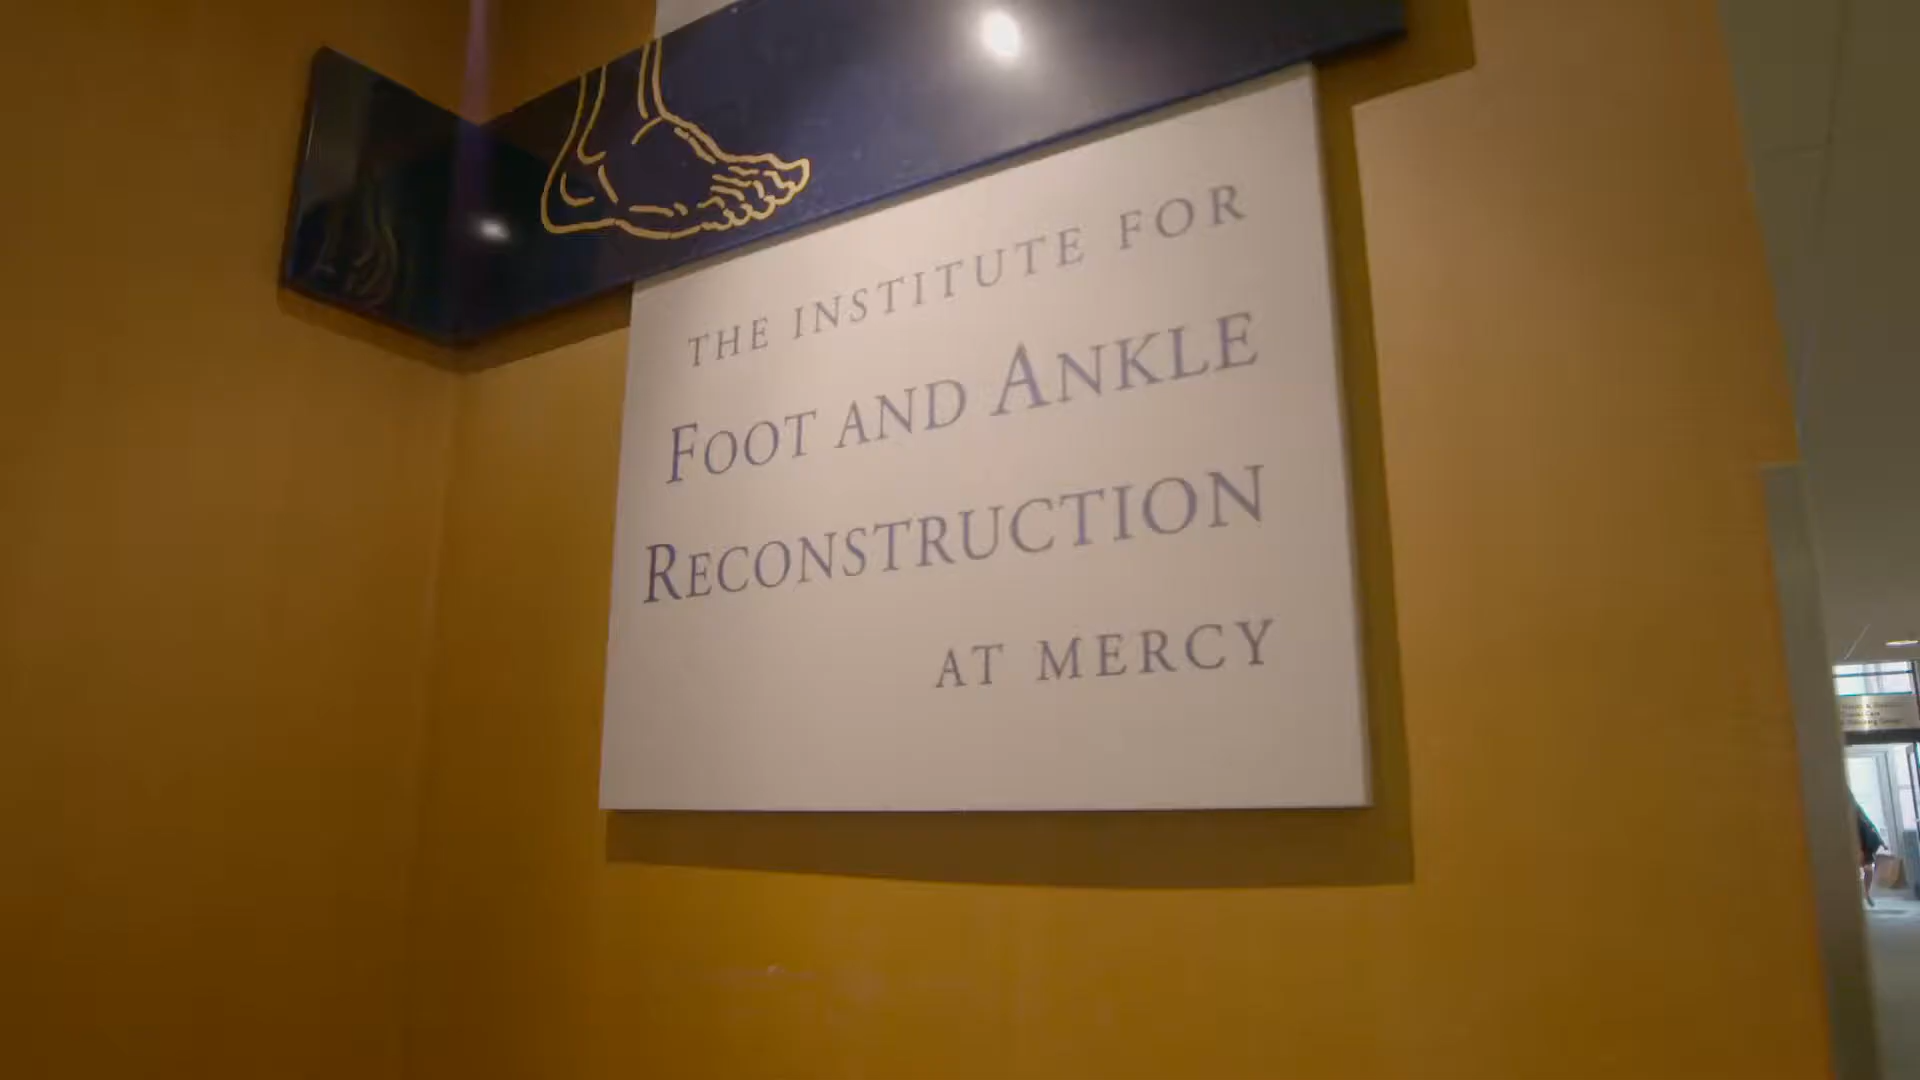 THE INSTITUTE FOR
FOOT AND ANKLE
RECONSTRUCTION
AT MERCY